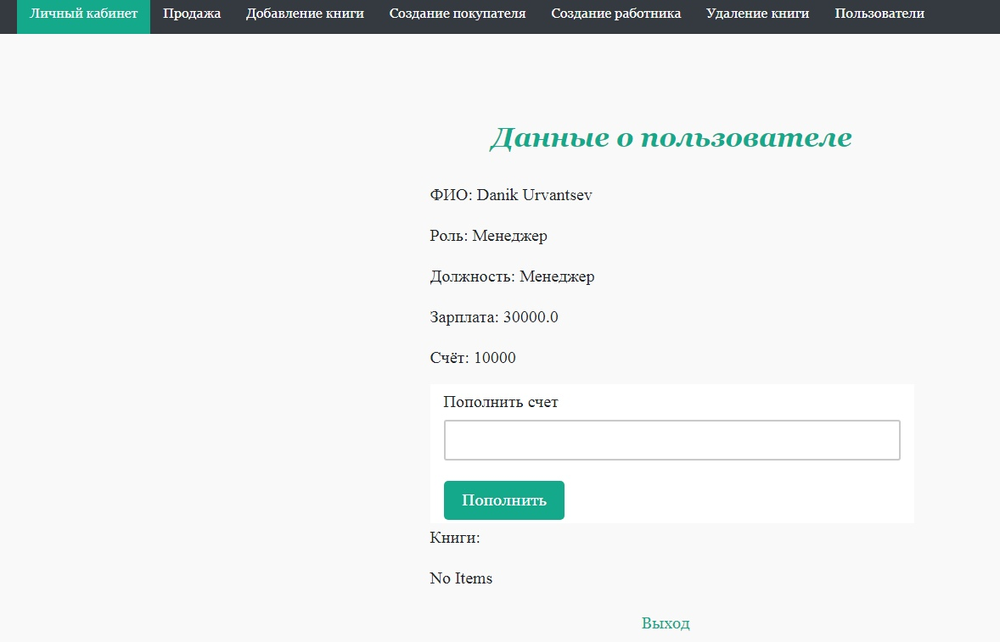 Личный кабинет Продажа Добавление книги Создание покупателя Создание работника Удаление книги Пользователи
Данные о пользователе
ФИО: Danik Urvantsev
Роль: Менеджер
Должность: Менеджер
Зарплата: 30000.0
Счёт: 10000
Пополнить счет
Пополнить
Книги:
No Items
Выход